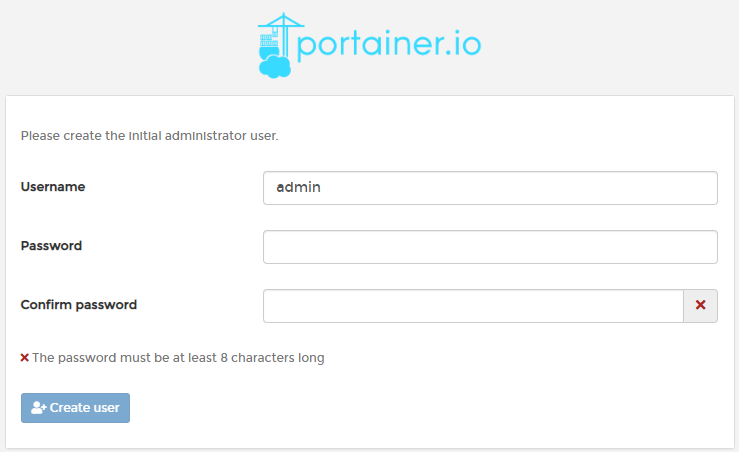 portainer.io
Please create the initial administrator user.
Username
admin
Password
Confirm password
The password must be at least 8 characters long
Create user